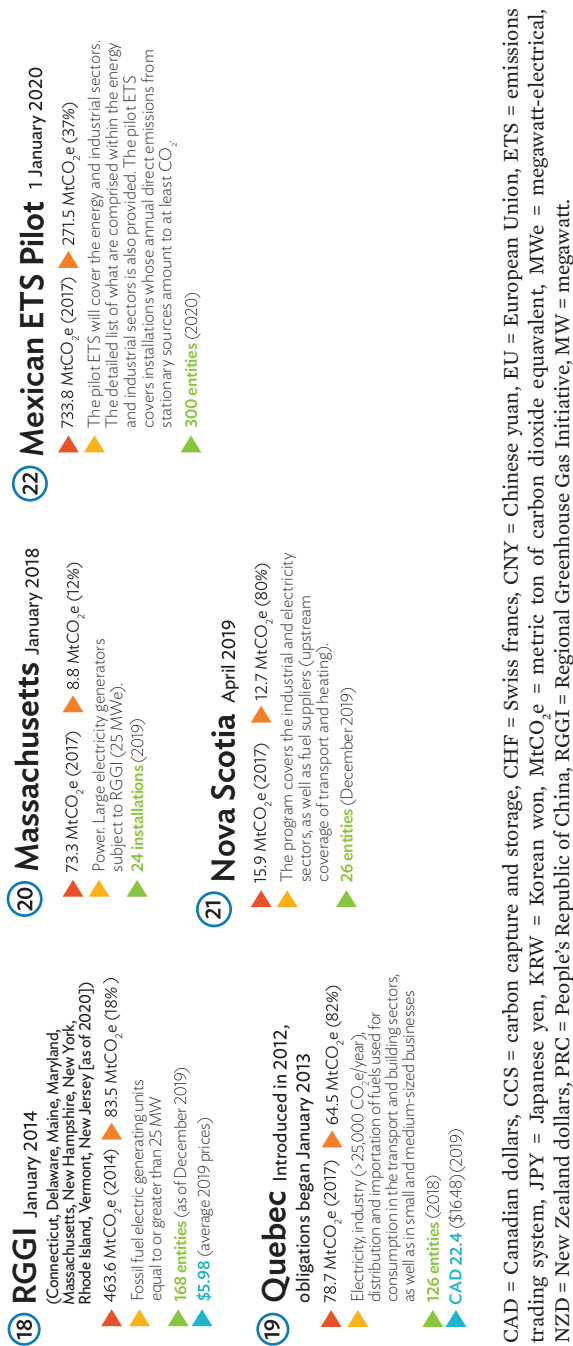 18 RGGI January 2014
(Connecticut, Delaware, Maine, Maryland,
Massachusetts, New Hampshire, New York,
Rhode Island, Vermont, New Jersey [as of 2020])
463.6 MtCO2e (2014) 83.5 MtCO2e (18%)
Fossil fuel electric generating units
equal to or greater than 25 MW
168 entities (as of December 2019)
$5.98 (average 2019 prices)
19 Quebec Introduced in 2012,
obligations began January 2013
78.7 MtCO2e (2017) 64.5 MtCO2e (82%)
Electricity, industry (>25,000 CO2e/year),
distribution and importation of fuels used for
consumption in the transport and building sectors,
as well as in small and medium-sized businesses
126 entities (2018)
CAD 22.4 ($16.48) (2019)
20 Massachusetts January 2018
73.3 MtCO2e (2017) 8.8 MtCO2e (12%)
Power. Large electricity generators
subject to RGGI (25 MWe).
24 installations (2019)
21 Nova Scotia April 2019
15.9 MtCO2e (2017) 12.7 MtCO2e (80%)
The program covers the industrial and electricity
sectors, as well as fuel suppliers (upstream
coverage of transport and heating).
26 entities (December 2019)
22 Mexican ETS Pilot 1 January 2020
733.8 MtCO2e (2017) 271.5 MtCO2e (37%)
The pilot ETS will cover the energy and industrial sectors.
The detailed list of what are comprised within the energy
and industrial sectors is also provided. The pilot ETS
covers installations whose annual direct emissions from
stationary sources amount to at least CO2.
300 entities (2020)
CAD = Canadian dollars, CCS = carbon capture and storage, CHF = Swiss francs, CNY = Chinese yuan, EU = European Union, ETS = emissions
trading system, JPY = Japanese yen, KRW = Korean won, MtCO2e = metric ton of carbon dioxide equavalent, MWe = megawatt-electrical,
NZD = New Zealand dollars, PRC = People's Republic of China, RGGI = Regional Greenhouse Gas Initiative, MW = megawatt.